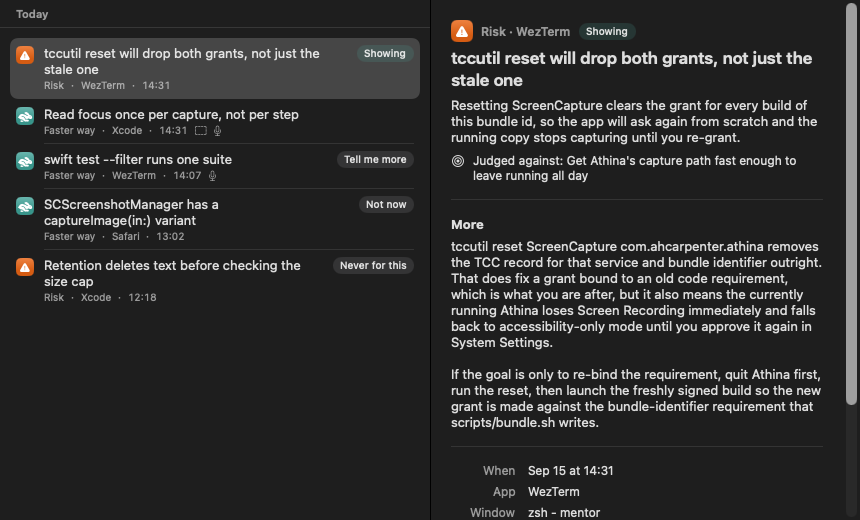 Today
tccutil reset will drop both grants, not just the
stale one
Showing
Risk · WezTerm · 14:31
Read focus once per capture, not per step
Faster way · Xcode · 14:31
swift test --filter runs one suite
Tell me more
Faster way · WezTerm · 14:07
SCScreenshotManager has a
captureImage(in:) variant
Not now
Faster way · Safari · 13:02
Retention deletes text before checking the
size cap
Never for this
Risk · Xcode · 12:18
Risk · WezTerm Showing
tccutil reset will drop both grants, not just the
stale one
Resetting ScreenCapture clears the grant for every build of
this bundle id, so the app will ask again from scratch and the
running copy stops capturing until you re-grant.
Judged against: Get Athina's capture path fast enough to
leave running all day
More
tccutil reset ScreenCapture com.ahcarpenter.athina removes
the TCC record for that service and bundle identifier outright.
That does fix a grant bound to an old code requirement,
which is what you are after, but it also means the currently
running Athina loses Screen Recording immediately and falls
back to accessibility-only mode until you approve it again in
System Settings.
If the goal is only to re-bind the requirement, quit Athina first,
run the reset, then launch the freshly signed build so the new
grant is made against the bundle-identifier requirement that
scripts/bundle.sh writes.
When Sep 15 at 14:31
App WezTerm
Window zsh - mentor